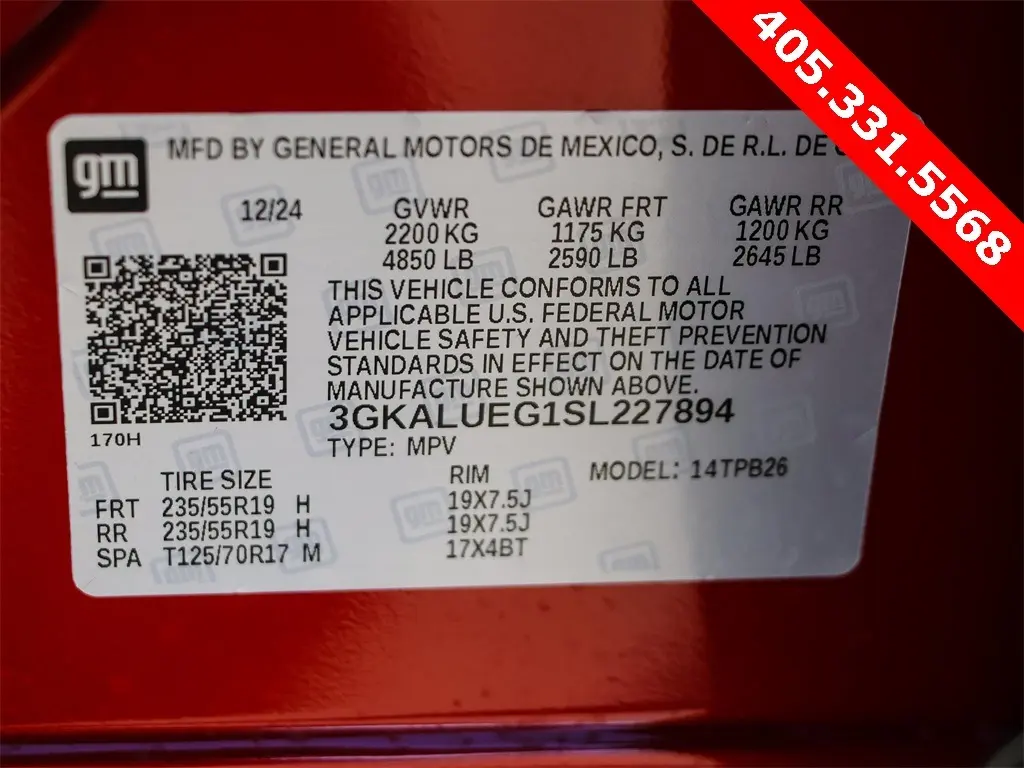 405.331.5568
gm
MFD BY GENERAL MOTORS DE MEXICO, S. DE R.L. DE
12/24 GVWR GAWR FRT GAWR RR
2200 KG 1175 KG 1200 KG
4850 LB 2590 LB 2645 LB
THIS VEHICLE CONFORMS TO ALL
APPLICABLE U.S. FEDERAL MOTOR
VEHICLE SAFETY AND THEFT PREVENTION
STANDARDS IN EFFECT ON THE DATE OF
MANUFACTURE SHOWN ABOVE.
3GKALUEG1SL227894
170H
TYPE: MPV
TIRE SIZE RIM MODEL: 14TPB26
FRT 235/55R19 H 19X7.5J
RR 235/55R19 H 19X7.5J
SPA T125/70R17 M 17X4BT